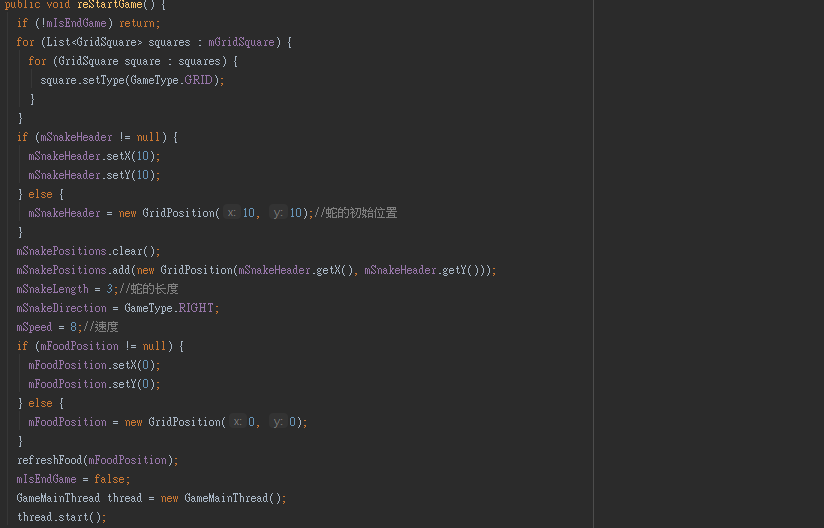 public void reStartGame() {
if (!mIsEndGame) return;
for (List<GridSquare> squares : mGridSquare) {
for (GridSquare square : squares) {
square.setType(GameType.GRID);
}
}
if (mSnakeHeader != null) {
mSnakeHeader.setX(10);
mSnakeHeader.setY(10);
} else {
mSnakeHeader = new GridPosition( x: 10, y: 10);//蛇的初始位置
}
mSnakePositions.clear();
mSnakePositions.add(new GridPosition(mSnakeHeader.getX(), mSnakeHeader.getY()));
mSnakeLength = 3;//蛇的长度
mSnakeDirection = GameType.RIGHT;
mSpeed = 8;//速度
if (mFoodPosition != null) {
mFoodPosition.setX(0);
mFoodPosition.setY(0);
} else {
mFoodPosition = new GridPosition( x: 0, y: 0);
}
refreshFood(mFoodPosition);
mIsEndGame = false;
GameMainThread thread = new GameMainThread();
thread.start();